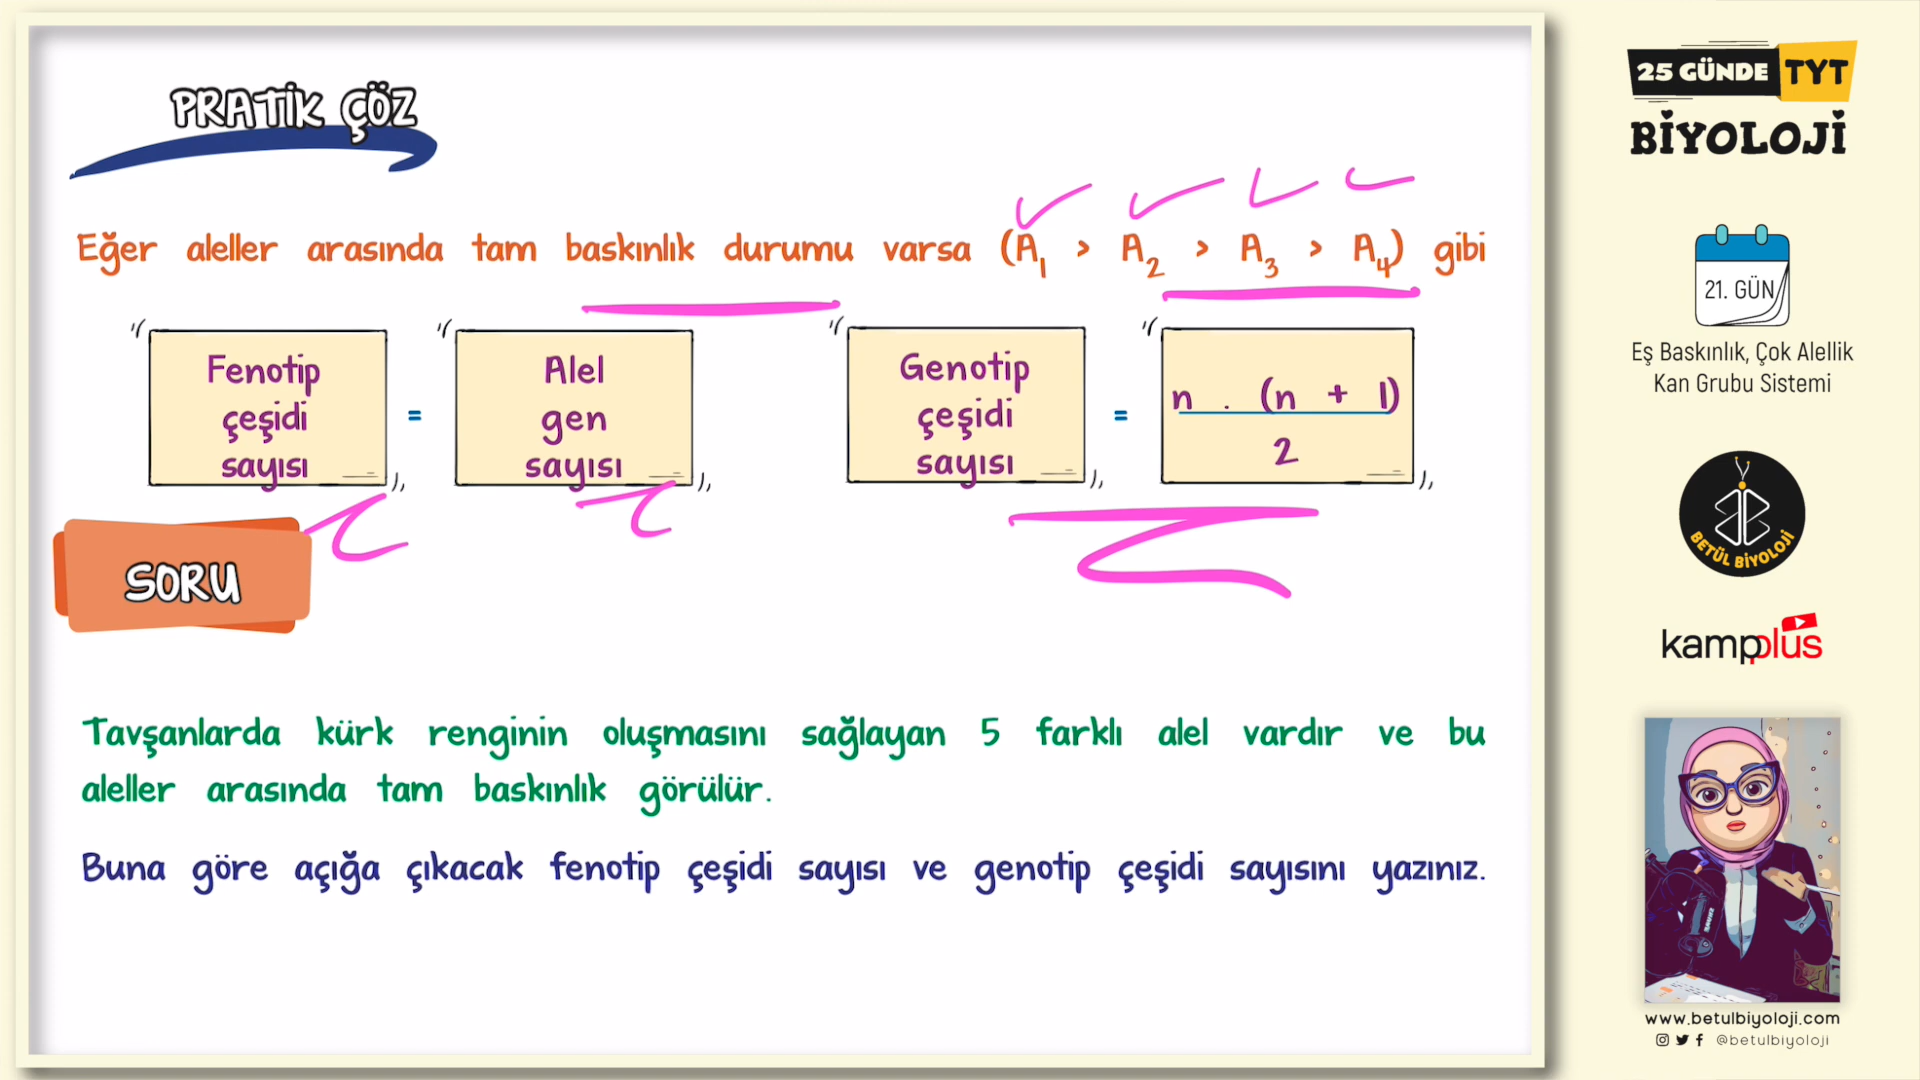 PRATİK ÇÖZ
Eğer aleller arasında tam baskınlık durumu varsa (A1 > A2 > A3 > A4) gibi
Fenotip
çeşidi
sayısı
=
Alel
gen
sayısı
Genotip
çeşidi
sayısı
=
n . (n + 1)
2
SORU
Tavşanlarda kürk renginin oluşmasını sağlayan 5 farklı alel vardır ve bu
aleller arasında tam baskınlık görülür.
Buna göre açığa çıkacak fenotip çeşidi sayısı ve genotip çeşidi sayısını yazınız.
25 GÜNDE TYT
BİYOLOJİ
21. GÜN
Eş Baskınlık, Çok Alellik
Kan Grubu Sistemi
BETÜL BİYOLOJİ
kampplus
www.betulbiyoloji.com
@betulbiyoloji